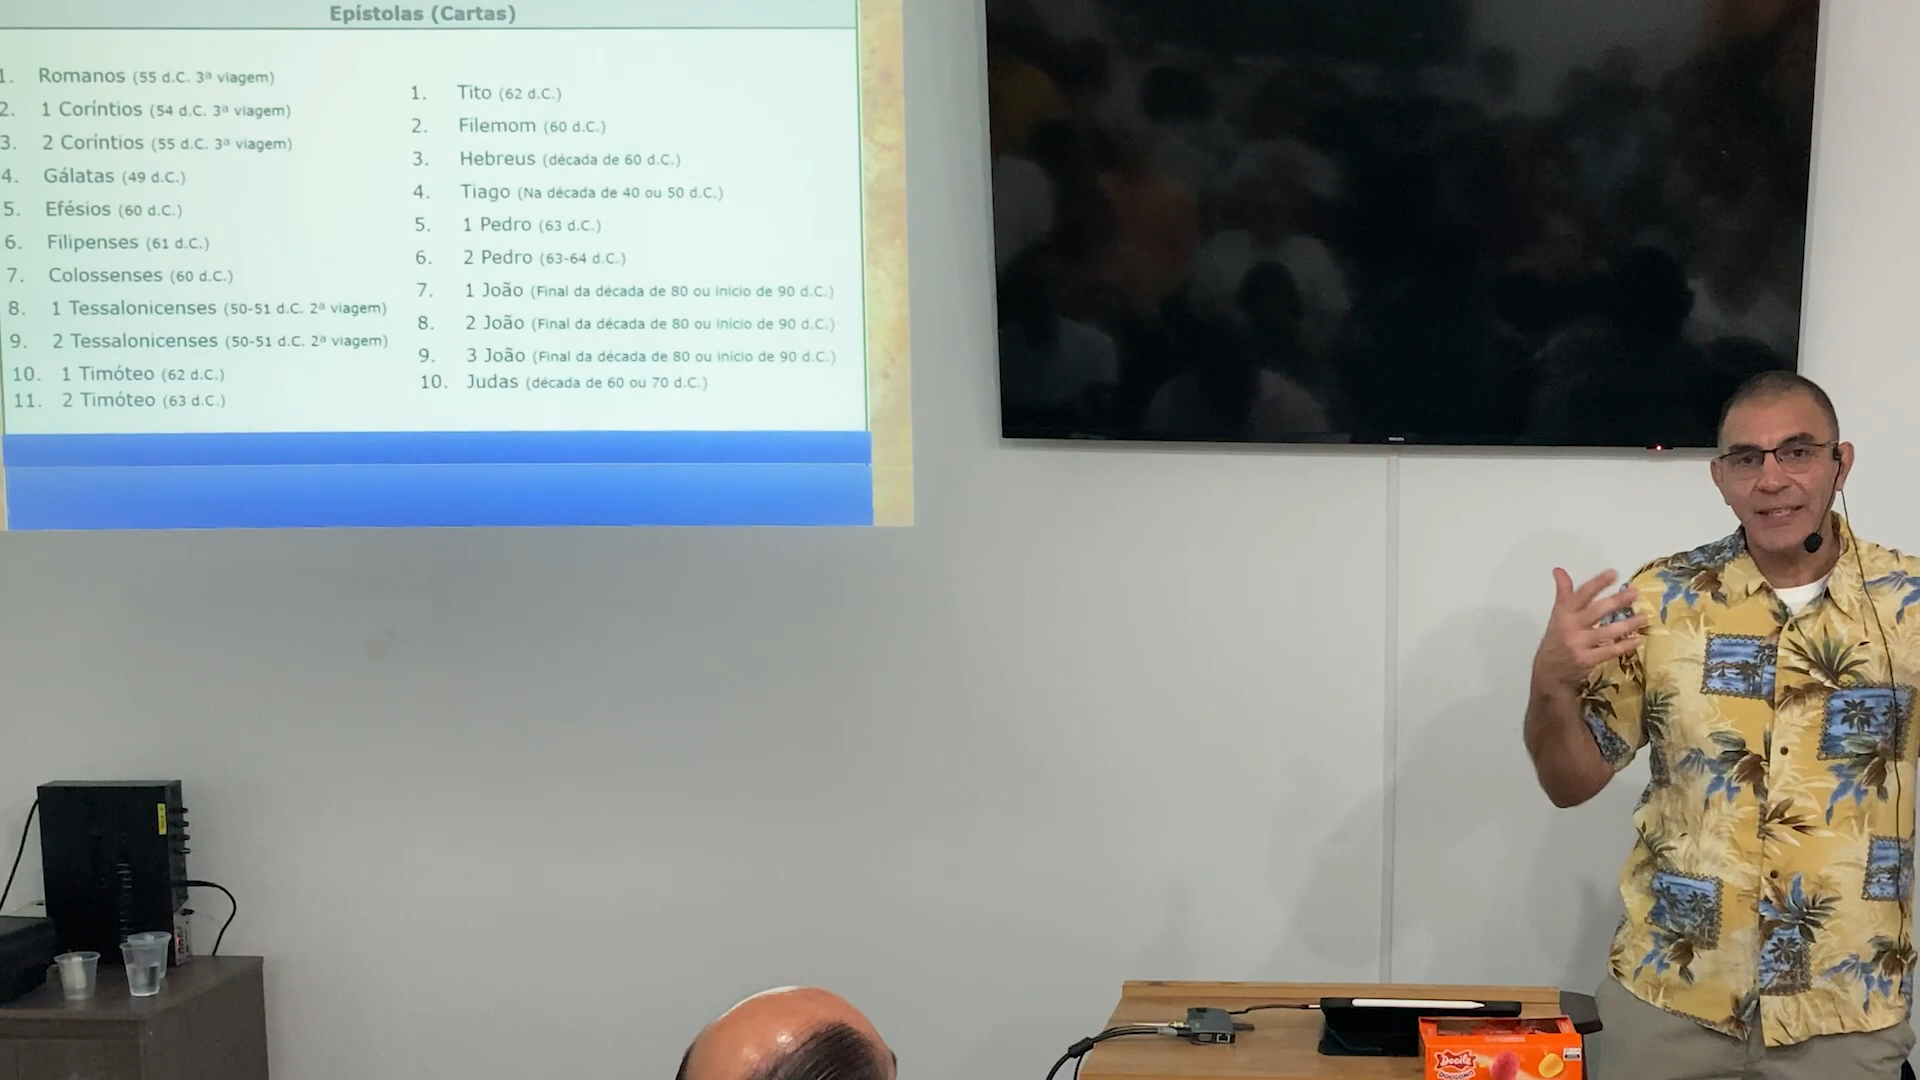 Epístolas (Cartas)
1. Romanos (55 d.C. 3ª viagem)
2. 1 Coríntios (54 d.C. 3ª viagem)
3. 2 Coríntios (55 d.C. 3ª viagem)
4. Gálatas (49 d.C.)
5. Efésios (60 d.C.)
6. Filipenses (61 d.C.)
7. Colossenses (60 d.C.)
8. 1 Tessalonicenses (50-51 d.C. 2ª viagem)
9. 2 Tessalonicenses (50-51 d.C. 2ª viagem)
10. 1 Timóteo (62 d.C.)
11. 2 Timóteo (63 d.C.)
1. Tito (62 d.C.)
2. Filemom (60 d.C.)
3. Hebreus (década de 60 d.C.)
4. Tiago (Na década de 40 ou 50 d.C.)
5. 1 Pedro (63 d.C.)
6. 2 Pedro (63-64 d.C.)
7. 1 João (Final da década de 80 ou início de 90 d.C.)
8. 2 João (Final da década de 80 ou início de 90 d.C.)
9. 3 João (Final da década de 80 ou início de 90 d.C.)
10. Judas (década de 60 ou 70 d.C.)
Docile